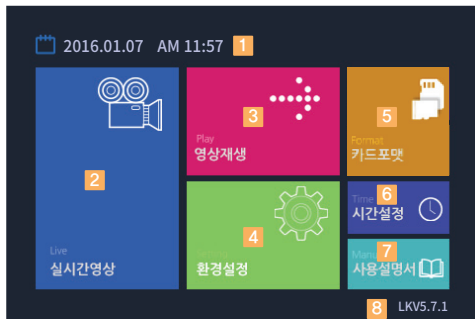 2016.01.07 AM 11:57 1
2
Live
실시간영상
3
Play
영상재생
4
환경설정
5
Format
카드포맷
6
Time
시간설정
7
사용설명서
8 LKV5.7.1